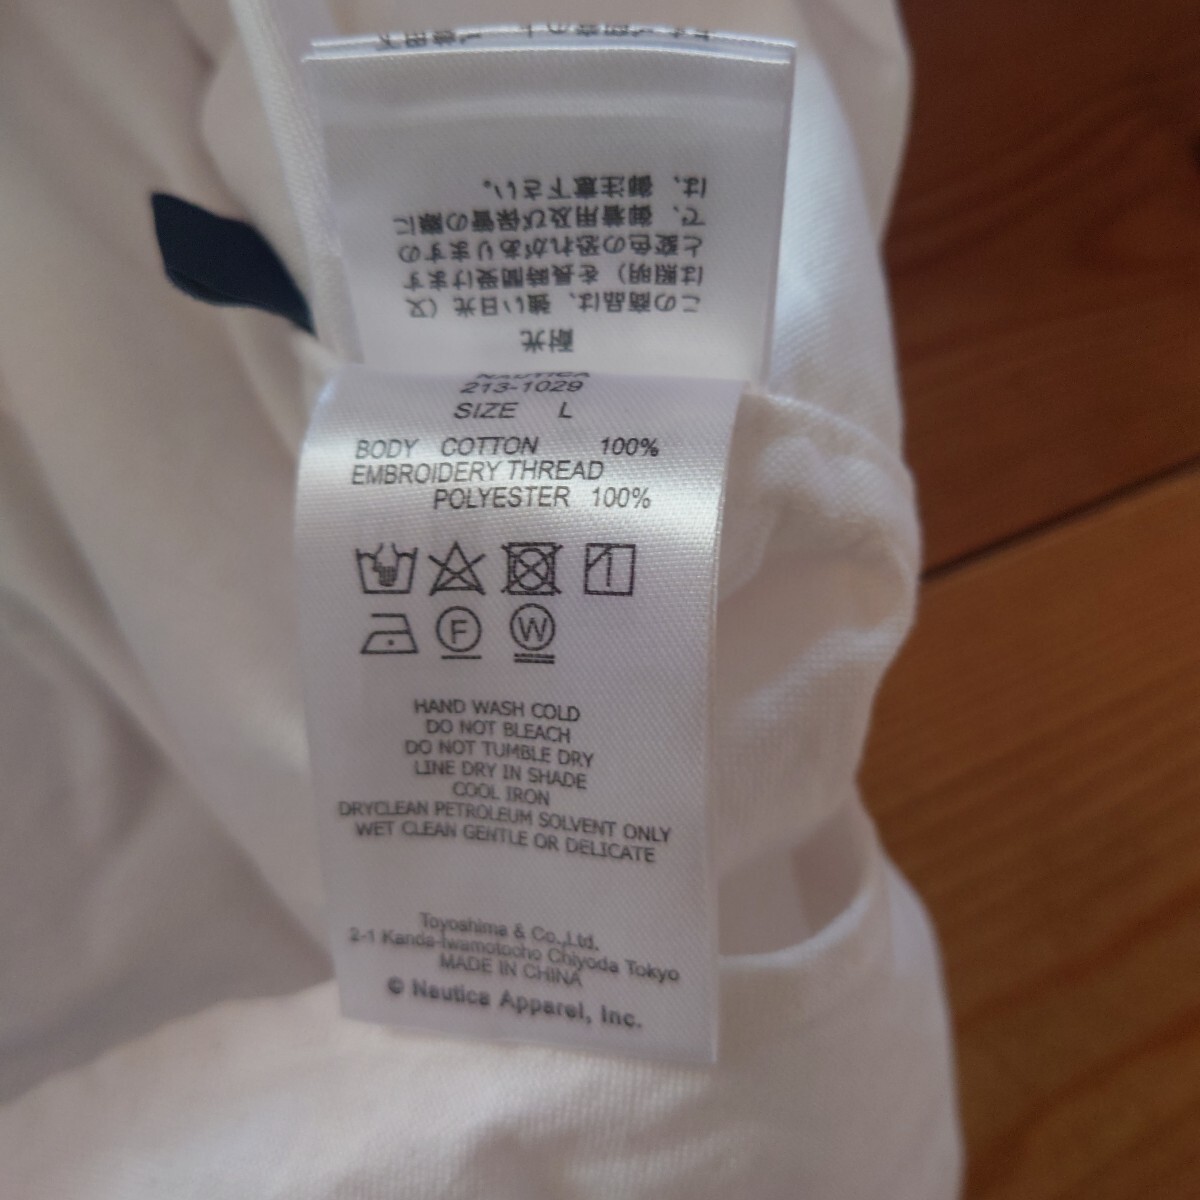 耐光
この商品は、強い日光(又
は照明)を長時間受けます
と変色の恐れがありますの
で、御着用及び保管の際に
は、御注意下さい。
NAUTICA
213-1029
SIZE L
BODY COTTON 100%
EMBROIDERY THREAD
POLYESTER 100%
1
F W
HAND WASH COLD
DO NOT BLEACH
DO NOT TUMBLE DRY
LINE DRY IN SHADE
COOL IRON
DRYCLEAN PETROLEUM SOLVENT ONLY
WET CLEAN GENTLE OR DELICATE
Toyoshima & Co.,Ltd.
2-1 Kanda-Iwamotocho Chiyoda Tokyo
MADE IN CHINA
© Nautica Apparel, Inc.